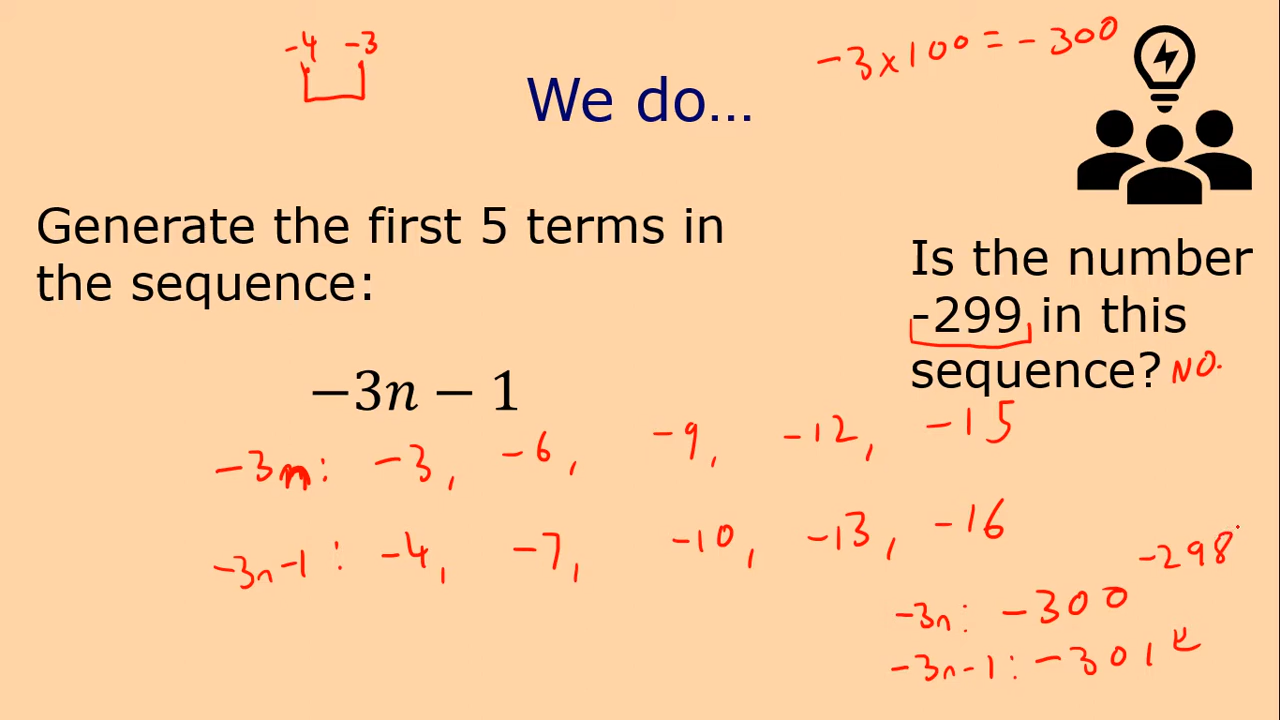 -4 -3
-3×100 = -300
We do...
Generate the first 5 terms in
the sequence:
−3𝑛 − 1
Is the number
-299 in this
sequence? NO.
-3n: -3, -6, -9, -12, -15
-3n-1: -4, -7, -10, -13, -16
-298
-3n: -300
-3n-1: -301